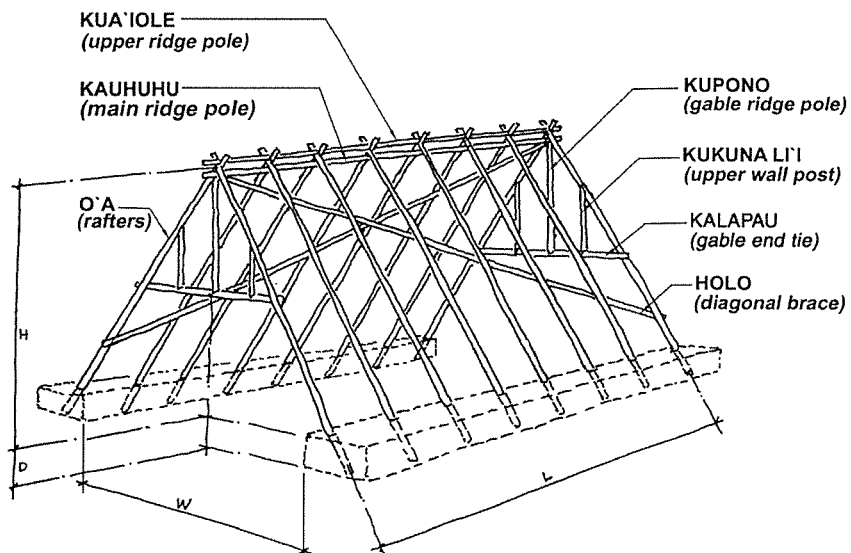 KUA`IOLE
(upper ridge pole)
KAUHUHU
(main ridge pole)
KUPONO
(gable ridge pole)
KUKUNA LI`I
(upper wall post)
O`A
(rafters)
KALAPAU
(gable end tie)
HOLO
(diagonal brace)
H
D
W
L